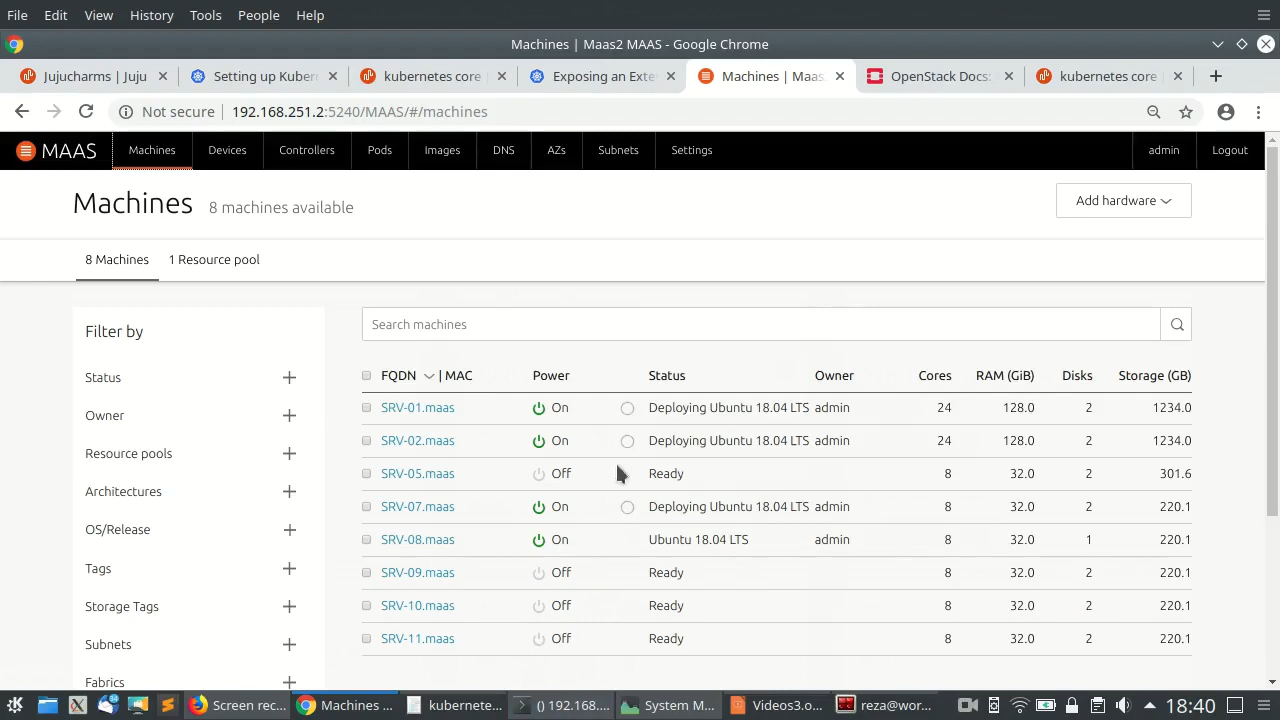 File Edit View History Tools People Help
Machines | Maas2 MAAS - Google Chrome
Jujucharms | Juju Setting up Kuber kubernetes core Exposing an Exte Machines | Maas OpenStack Docs: kubernetes core
Not secure 192.168.251.2:5240/MAAS/#/machines
MAAS Machines Devices Controllers Pods Images DNS AZs Subnets Settings admin Logout
Machines 8 machines available Add hardware
8 Machines 1 Resource pool
Filter by
Status
Owner
Resource pools
Architectures
OS/Release
Tags
Storage Tags
Subnets
Fabrics
Search machines
FQDN | MAC Power Status Owner Cores RAM (GiB) Disks Storage (GB)
SRV-01.maas On Deploying Ubuntu 18.04 LTS admin 24 128.0 2 1234.0
SRV-02.maas On Deploying Ubuntu 18.04 LTS admin 24 128.0 2 1234.0
SRV-05.maas Off Ready 8 32.0 2 301.6
SRV-07.maas On Deploying Ubuntu 18.04 LTS admin 8 32.0 2 220.1
SRV-08.maas On Ubuntu 18.04 LTS admin 8 32.0 1 220.1
SRV-09.maas Off Ready 8 32.0 2 220.1
SRV-10.maas Off Ready 8 32.0 2 220.1
SRV-11.maas Off Ready 8 32.0 2 220.1
Screen rec... Machines ... kubernete... () 192.168.... System M... Videos3.o... reza@wor... 18:40